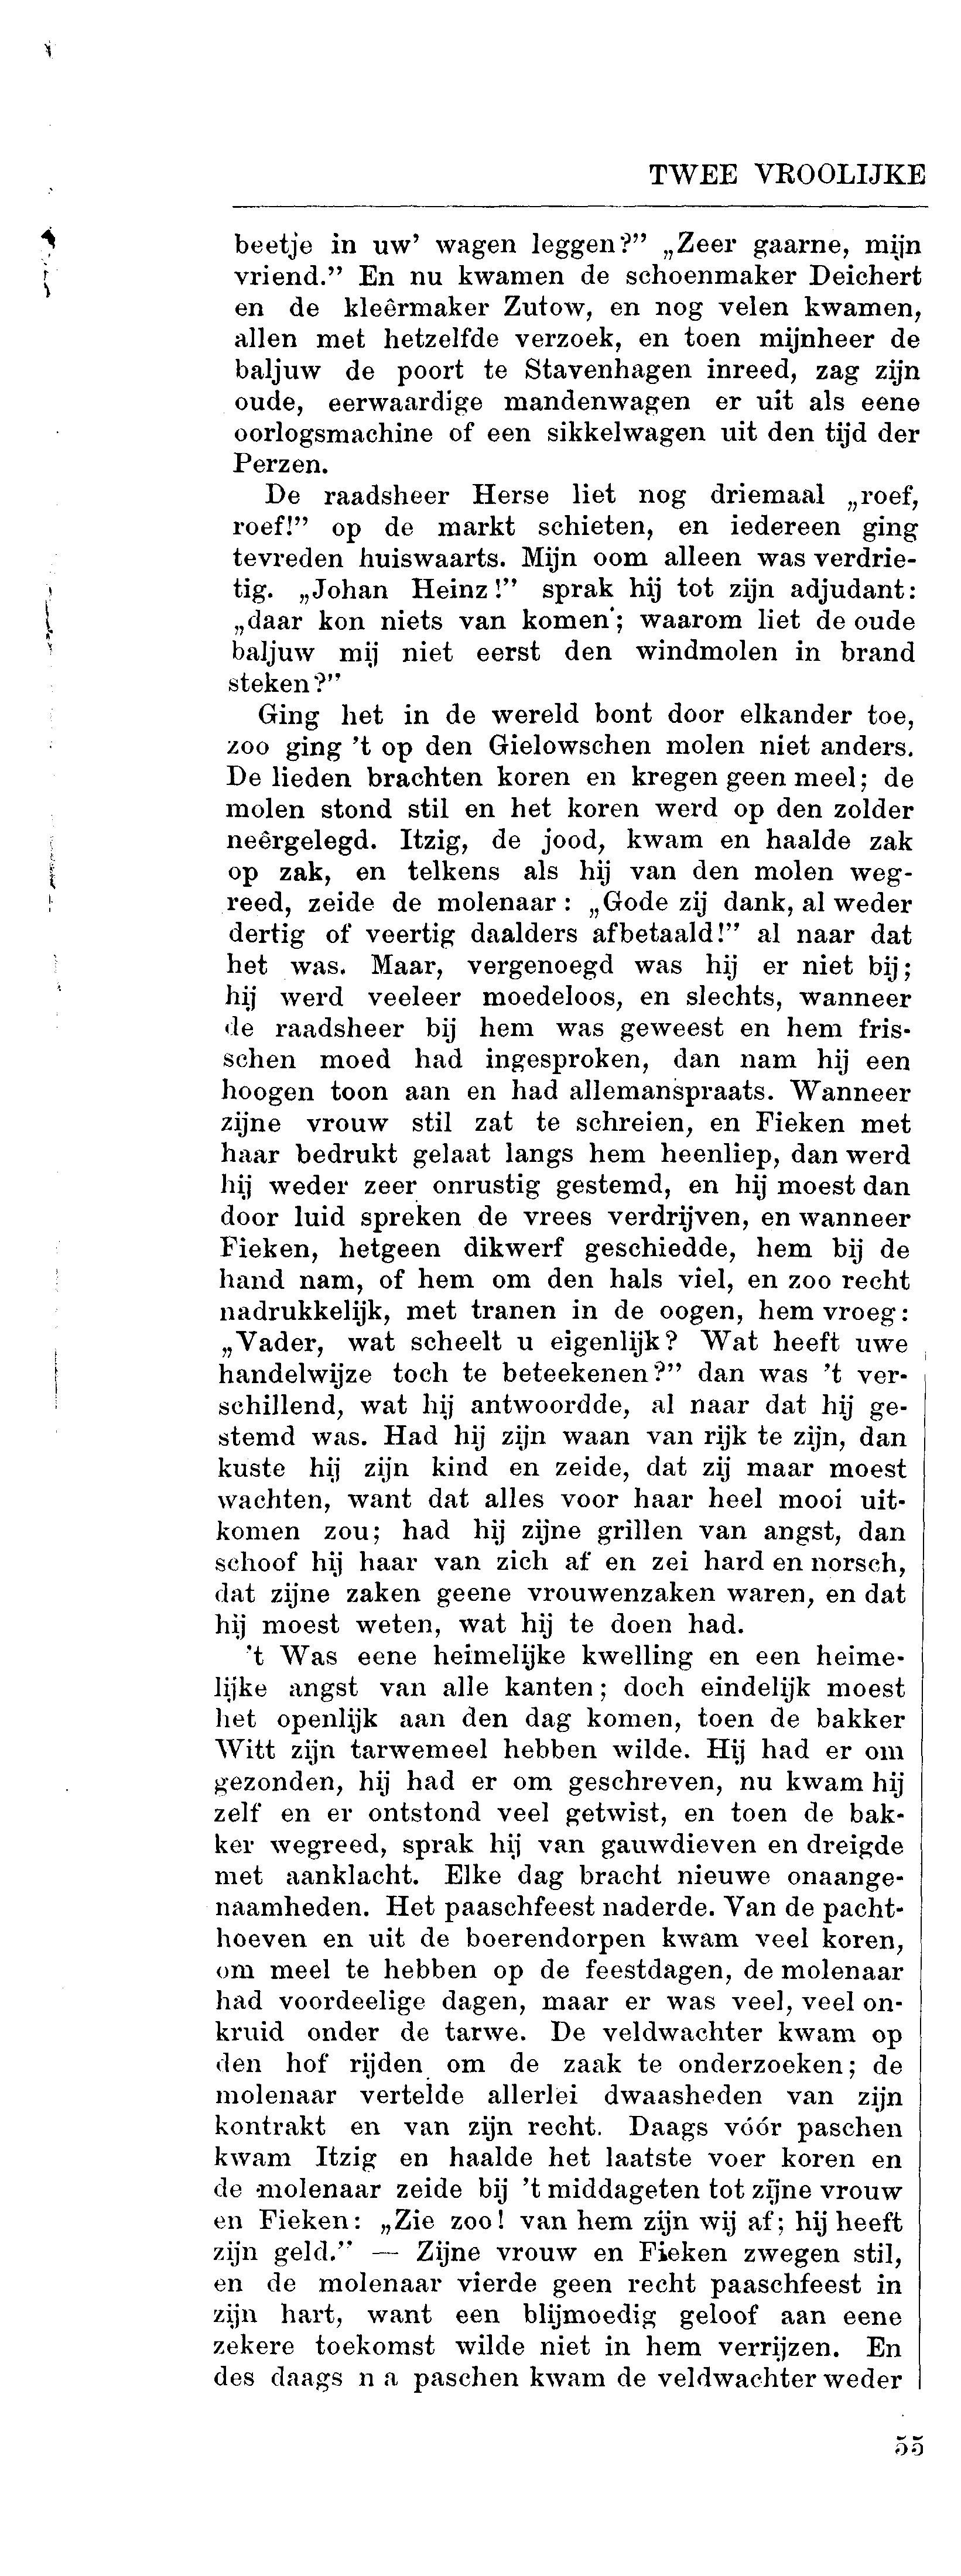 TWEE VROOLIJKE
beetje in uw' wagen leggen?” „Zeer gaarne, mijn
vriend.” En nu kwamen de schoenmaker Deichert
en de kleêrmaker Zutow, en nog velen kwamen,
allen met hetzelfde verzoek, en toen mijnheer de
baljuw de poort te Stavenhagen inreed, zag zijn
oude, eerwaardige mandenwagen er uit als eene
oorlogsmachine of een sikkelwagen uit den tijd der
Perzen.
De raadsheer Herse liet nog driemaal „roef,
roef!” op de markt schieten, en iedereen ging
tevreden huiswaarts. Mijn oom alleen was verdrie-
tig. „Johan Heinz!” sprak hij tot zijn adjudant:
„daar kon niets van komen; waarom liet de oude
baljuw mij niet eerst den windmolen in brand
steken?”
Ging het in de wereld bont door elkander toe,
zoo ging 't op den Gielowschen molen niet anders.
De lieden brachten koren en kregen geen meel; de
molen stond stil en het koren werd op den zolder
neêrgelegd. Itzig, de jood, kwam en haalde zak
op zak, en telkens als hij van den molen weg-
reed, zeide de molenaar: „Gode zij dank, al weder
dertig of veertig daalders afbetaald!” al naar dat
het was. Maar, vergenoegd was hij er niet bij;
hij werd veeleer moedeloos, en slechts, wanneer
de raadsheer bij hem was geweest en hem fris-
schen moed had ingesproken, dan nam hij een
hoogen toon aan en had allemanspraats. Wanneer
zijne vrouw stil zat te schreien, en Fieken met
haar bedrukt gelaat langs hem heenliep, dan werd
hij weder zeer onrustig gestemd, en hij moest dan
door luid spreken de vrees verdrijven, en wanneer
Fieken, hetgeen dikwerf geschiedde, hem bij de
hand nam, of hem om den hals viel, en zoo recht
nadrukkelijk, met tranen in de oogen, hem vroeg:
„Vader, wat scheelt u eigenlijk? Wat heeft uwe
handelwijze toch te beteekenen?” dan was 't ver-
schillend, wat hij antwoordde, al naar dat hij ge-
stemd was. Had hij zijn waan van rijk te zijn, dan
kuste hij zijn kind en zeide, dat zij maar moest
wachten, want dat alles voor haar heel mooi uit-
komen zou; had hij zijne grillen van angst, dan
schoof hij haar van zich af en zei hard en norsch,
dat zijne zaken geene vrouwenzaken waren, en dat
hij moest weten, wat hij te doen had.
't Was eene heimelijke kwelling en een heime-
lijke angst van alle kanten; doch eindelijk moest
het openlijk aan den dag komen, toen de bakker
Witt zijn tarwemeel hebben wilde. Hij had er om
gezonden, hij had er om geschreven, nu kwam hij
zelf en er ontstond veel getwist, en toen de bak-
ker wegreed, sprak hij van gauwdieven en dreigde
met aanklacht. Elke dag bracht nieuwe onaange-
naamheden. Het paaschfeest naderde. Van de pacht-
hoeven en uit de boerendorpen kwam veel koren,
om meel te hebben op de feestdagen, de molenaar
had voordeelige dagen, maar er was veel, veel on-
kruid onder de tarwe. De veldwachter kwam op
den hof rijden om de zaak te onderzoeken; de
molenaar vertelde allerlei dwaasheden van zijn
kontrakt en van zijn recht. Daags vóór paschen
kwam Itzig en haalde het laatste voer koren en
de molenaar zeide bij 't middageten tot zijne vrouw
en Fieken: „Zie zoo! van hem zijn wij af; hij heeft
zijn geld.” — Zijne vrouw en Fieken zwegen stil,
en de molenaar vierde geen recht paaschfeest in
zijn hart, want een blijmoedig geloof aan eene
zekere toekomst wilde niet in hem verrijzen. En
des daags na paschen kwam de veldwachter weder
55